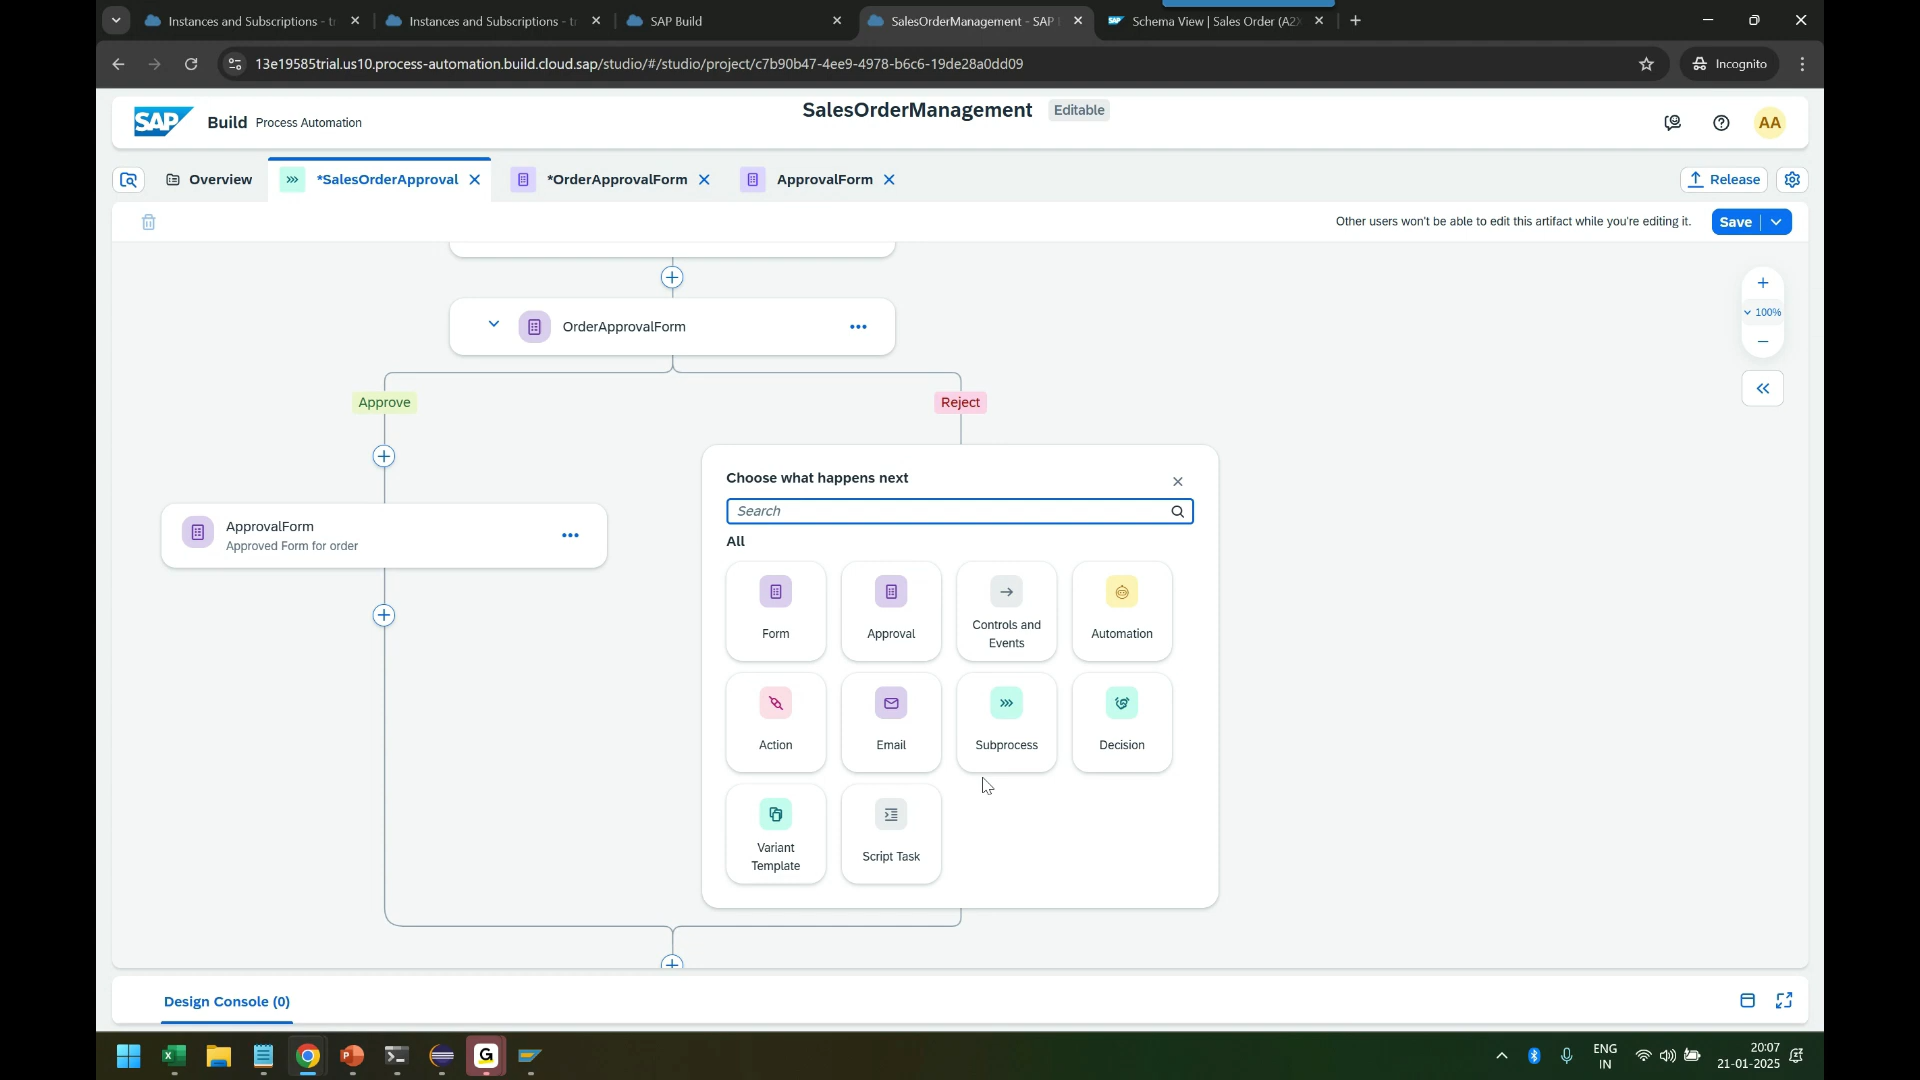 Instances and Subscriptions - tr
Instances and Subscriptions - tr
SAP Build
SalesOrderManagement - SAP
Schema View | Sales Order (A2X
13e19585trial.us10.process-automation.build.cloud.sap/studio/#/studio/project/c7b90b47-4ee9-4978-b6c6-19de28a0dd09
Incognito
SAP
Build Process Automation
SalesOrderManagement
Editable
AA
Overview
*SalesOrderApproval
*OrderApprovalForm
ApprovalForm
Release
Other users won't be able to edit this artifact while you're editing it.
Save
100%
OrderApprovalForm
Approve
Reject
ApprovalForm
Approved Form for order
Choose what happens next
Search
All
Form
Approval
Controls and
Events
Automation
Action
Email
Subprocess
Decision
Variant
Template
Script Task
Design Console (0)
ENG
IN
20:07
21-01-2025